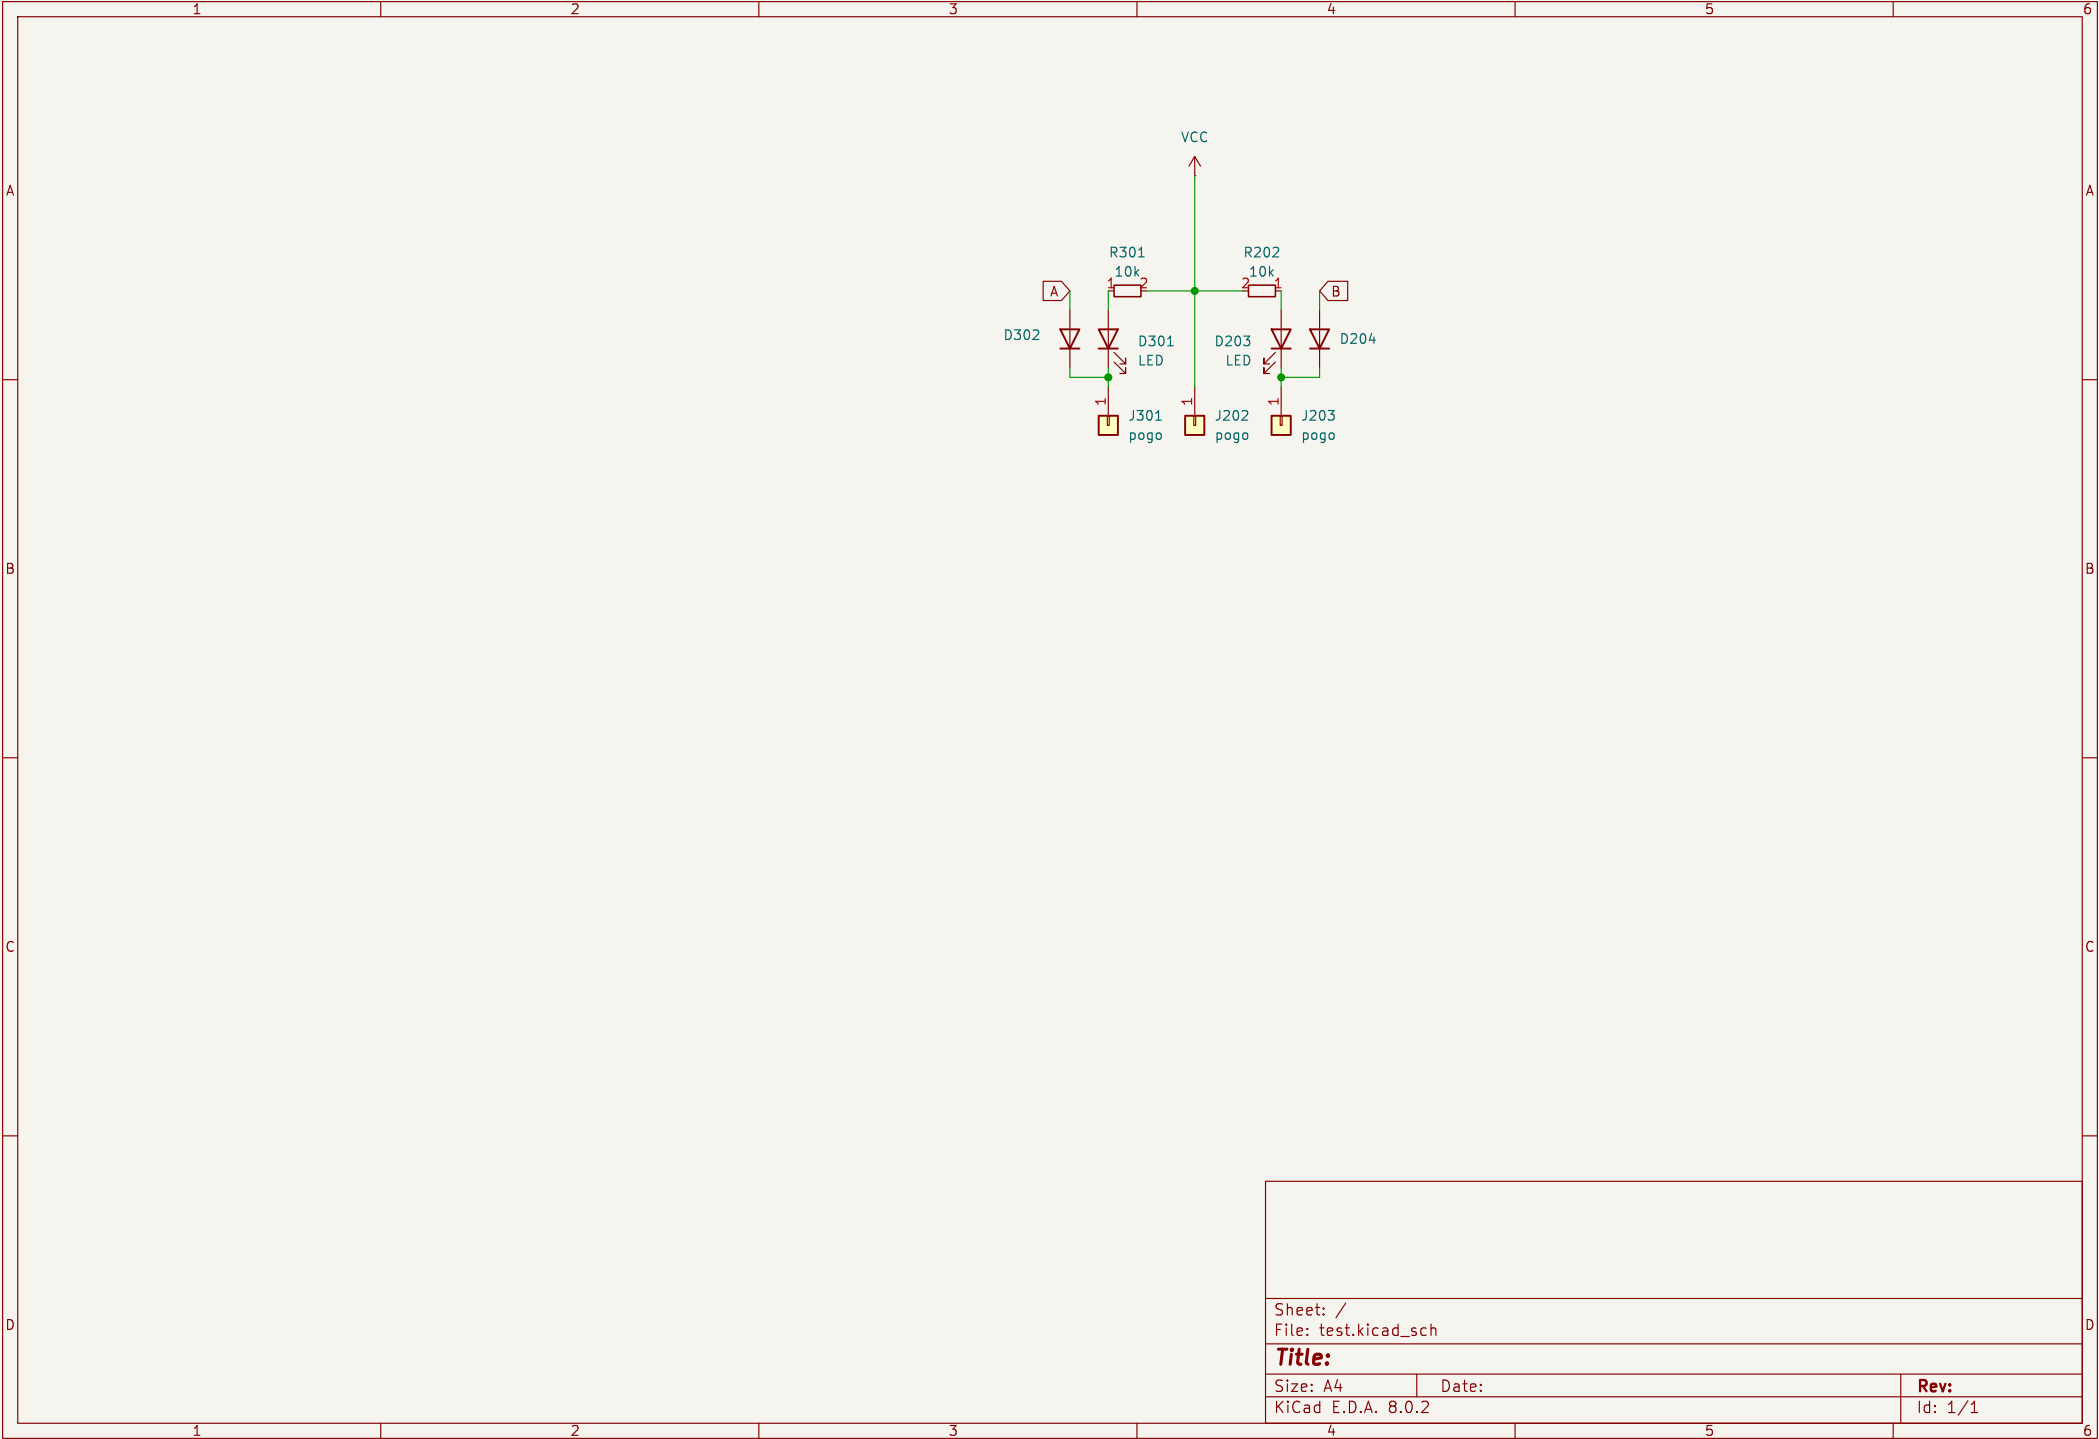 1 2 3 4 5 6
VCC
A A
R301 R202
10k 10k
1 2 2 1
A B
D302 D301 D203 D204
LED LED
1 1 1
J301 J202 J203
pogo pogo pogo
B B
C C
Sheet: /
File: test.kicad_sch
D D
Title:
Size: A4 Date: Rev:
KiCad E.D.A. 8.0.2 Id: 1/1
1 2 3 4 5 6